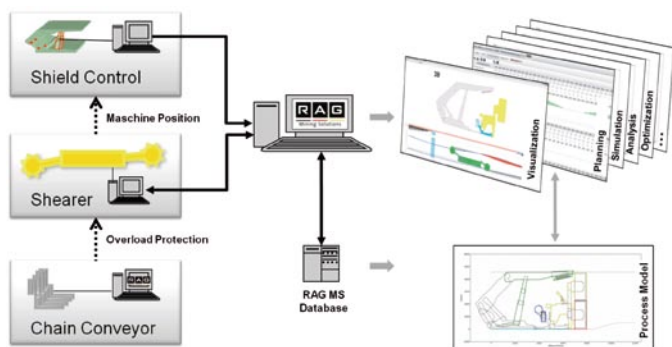 Shield Control
Maschine Position
Shearer
Overload Protection
RAG
Chain Conveyor
RAG
Mining Solutions
RAG MS
Database
Visualization
Planning
Simulation
Analysis
Optimization
...
Process Model